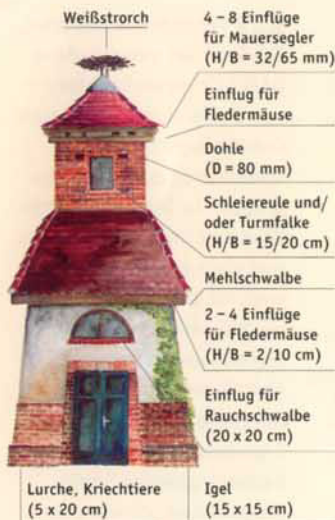 Weißstrorch
4 – 8 Einflüge
für Mauersegler
(H/B = 32/65 mm)
Einflug für
Fledermäuse
Dohle
(D = 80 mm)
Schleiereule und/
oder Turmfalke
(H/B = 15/20 cm)
Mehlschwalbe
2 – 4 Einflüge
für Fledermäuse
(H/B = 2/10 cm)
Einflug für
Rauchschwalbe
(20 x 20 cm)
Lurche, Kriechtiere
(5 x 20 cm)
Igel
(15 x 15 cm)